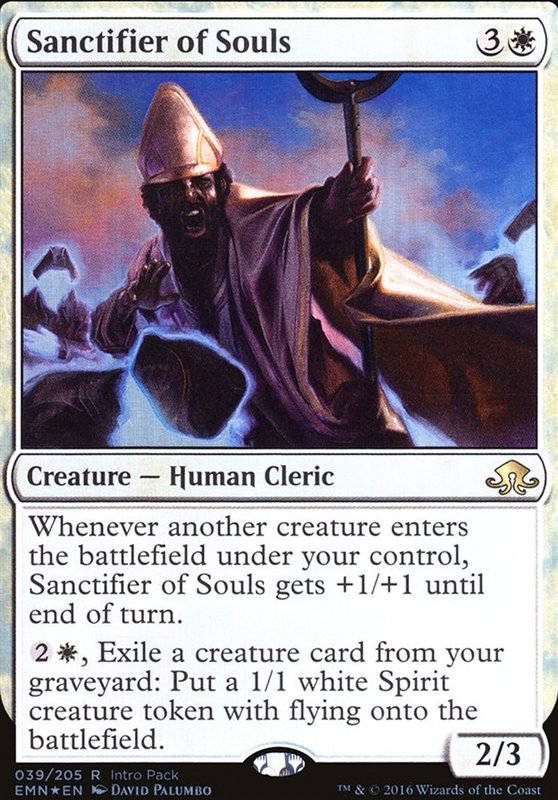 Sanctifier of Souls 3
Creature — Human Cleric
Whenever another creature enters
the battlefield under your control,
Sanctifier of Souls gets +1/+1 until
end of turn.
2 , Exile a creature card from your
graveyard: Put a 1/1 white Spirit
creature token with flying onto the
battlefield.
2/3
039/205 R Intro Pack
EMN★EN David Palumbo
™ & © 2016 Wizards of the Coast